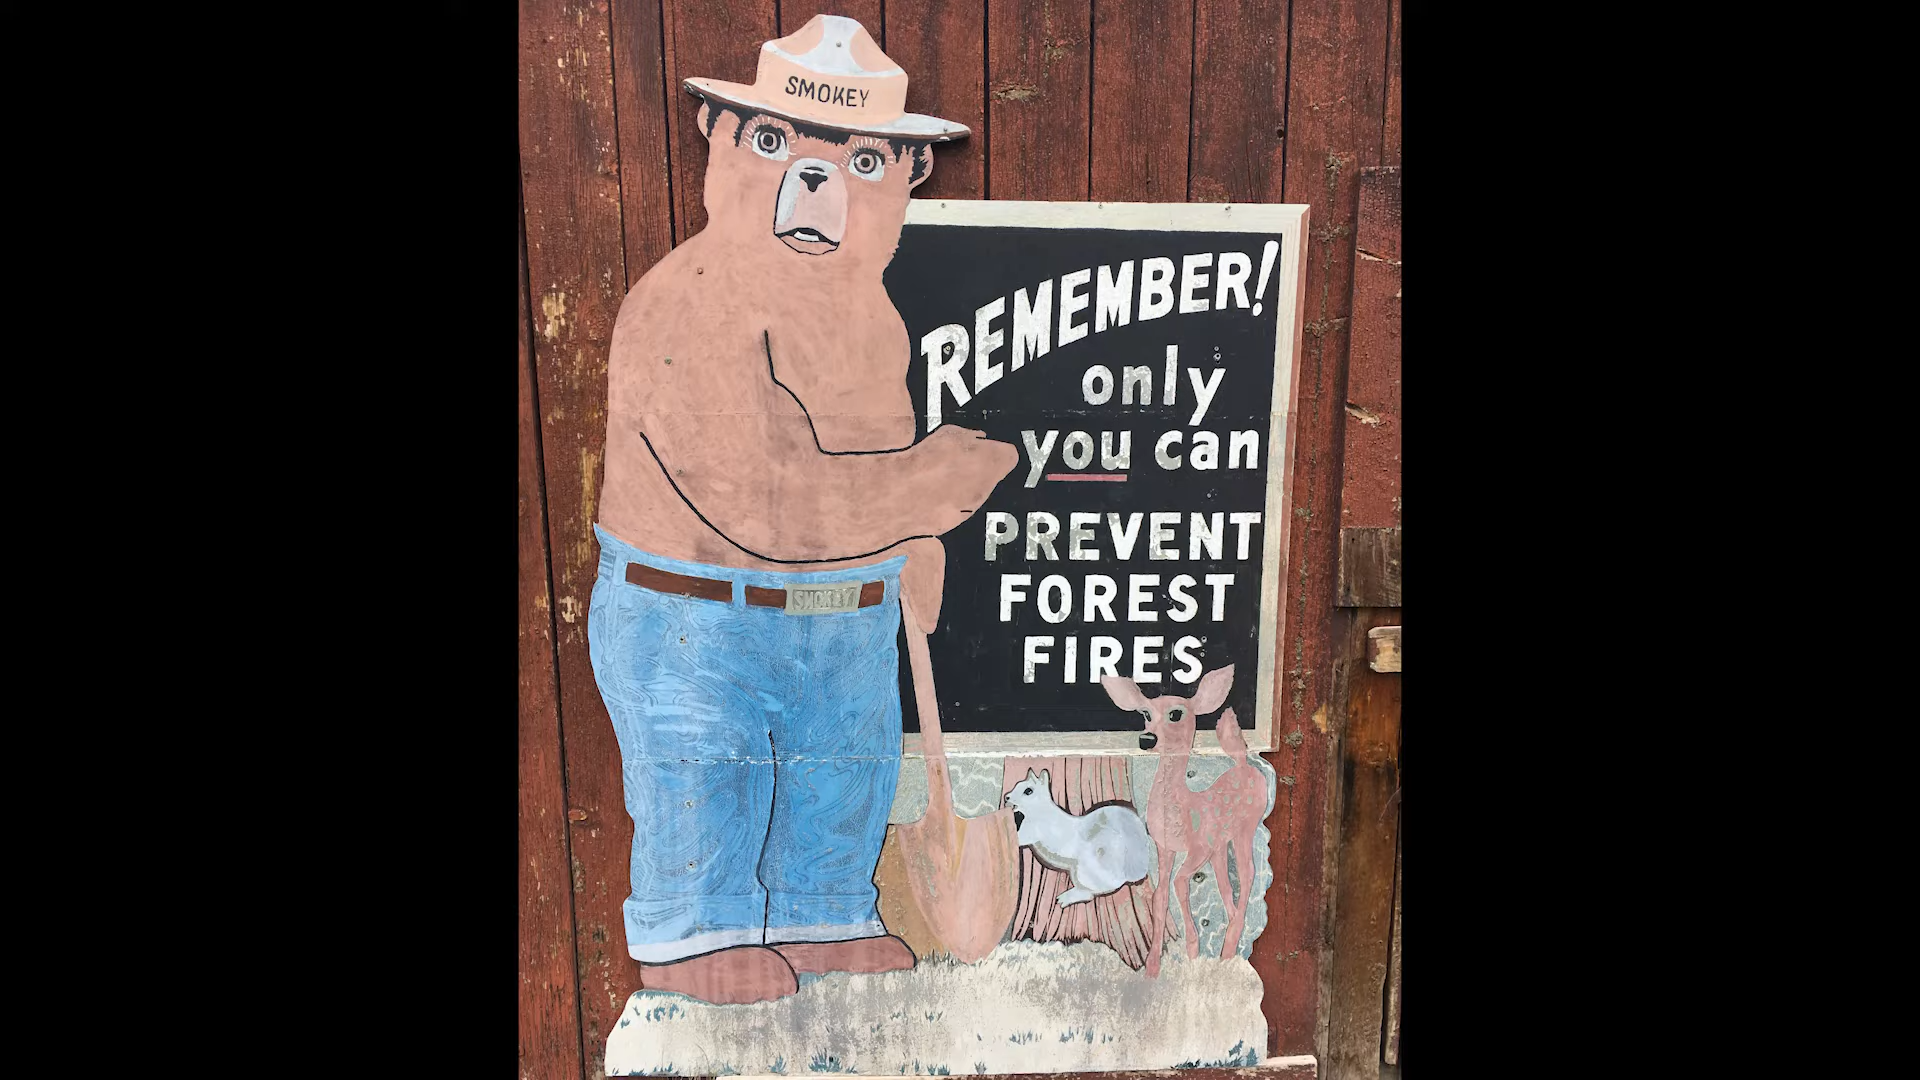 SMOKEY
REMEMBER!
only
you can
PREVENT
FOREST
FIRES
SMOKEY